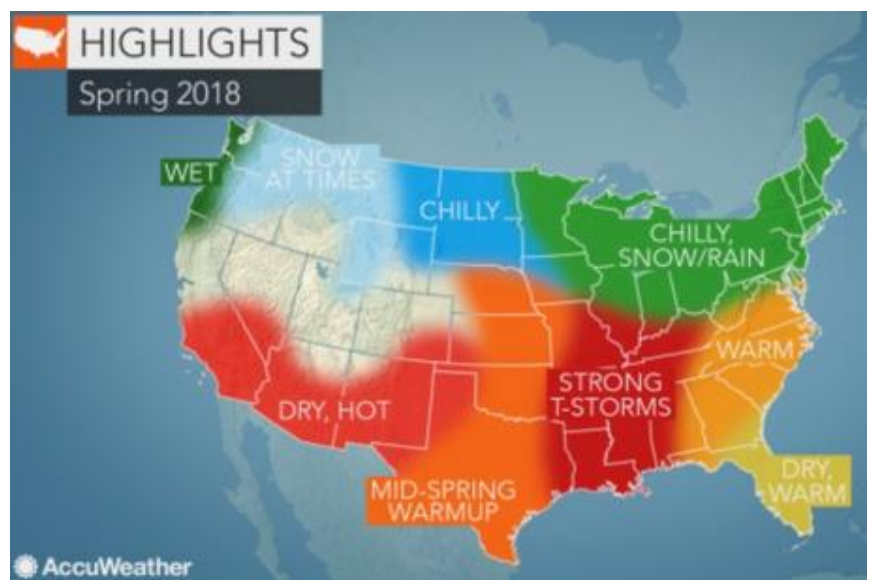 HIGHLIGHTS
Spring 2018
WET
SNOW
AT TIMES
CHILLY
CHILLY,
SNOW/RAIN
WARM
STRONG
T-STORMS
DRY, HOT
MID-SPRING
WARMUP
DRY,
WARM
AccuWeather